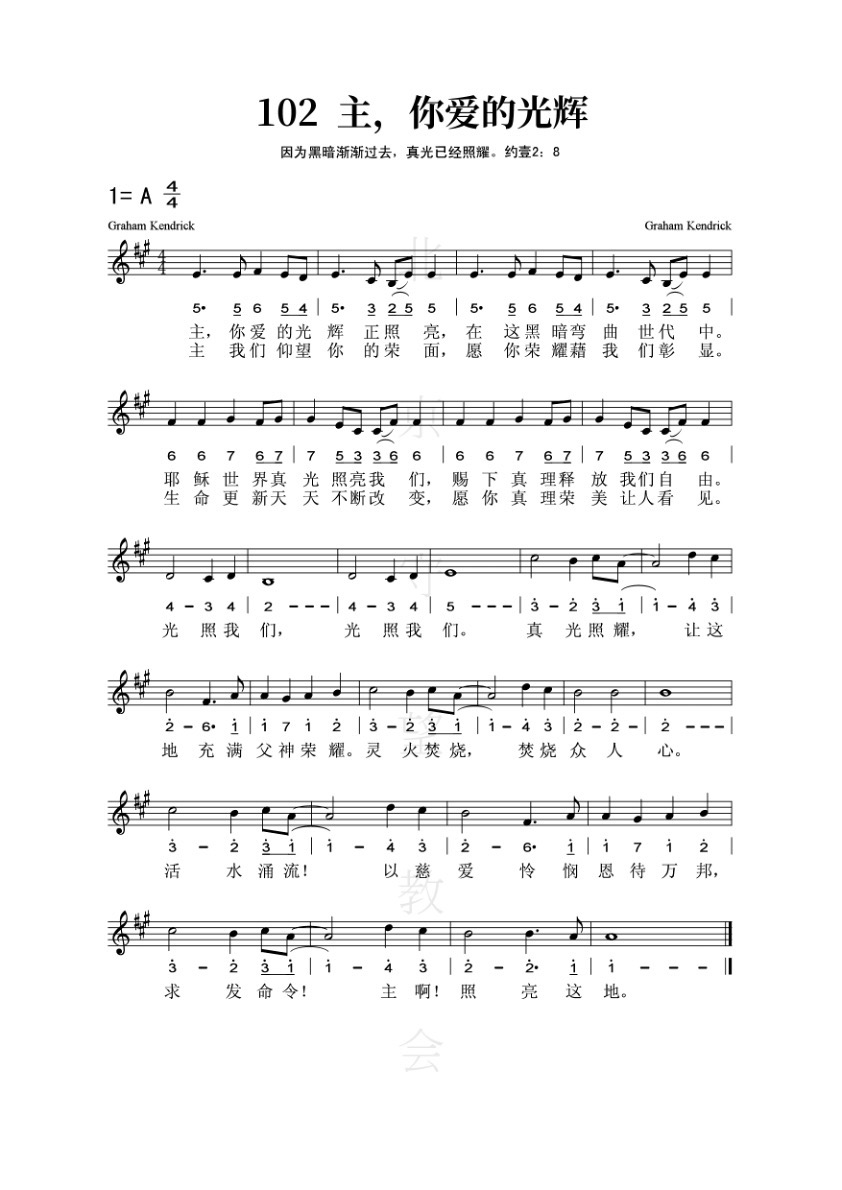 102 主，你爱的光辉
因为黑暗渐渐过去，真光已经照耀。约壹2：8
1= A 4/4
Graham Kendrick Graham Kendrick
5• 5 6 5 4 | 5• 3 2 5 5 | 5• 5 6 5 4 | 5• 3 2 5 5 |
主，你爱的光辉正照亮，在这黑暗弯曲世代中。
主我们仰望你的荣面，愿你荣耀藉我们彰显。
6 6 7 6 7 | 7 5 3 3 6 6 | 6 6 7 6 7 | 7 5 3 3 6 6 |
耶稣世界真光照亮我们，赐下真理释放我们自由。
生命更新天天不断改变，愿你真理荣美让人看见。
4 - 3 4 | 2 - - - | 4 - 3 4 | 5 - - - | 3 - 2 3 1 | 1 - 4 3 |
光照我们，光照我们。真光照耀，让这
2 - 6• 1 | 1 7 1 2 | 3 - 2 3 1 | 1 - 4 3 | 2 - 2 - | 2 - - - |
地充满父神荣耀。灵火焚烧，焚烧众人心。
3 - 2 3 1 | 1 - 4 3 | 2 - 6• 1 | 1 7 1 2 |
活水涌流！以慈爱怜悯恩待万邦，
3 - 2 3 1 | 1 - 4 3 | 2 - 2• 1 | 1 - - - ||
求发命令！主啊！照亮这地。
教
会